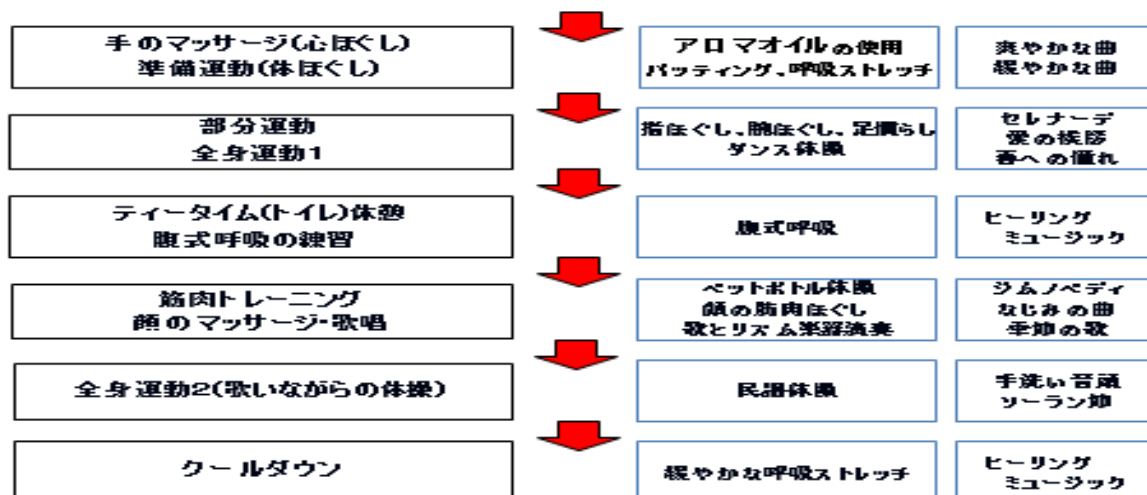 手のマッサージ(心ほぐし)
準備運動(体ほぐし)
アロマオイルの使用
パッティング、呼吸ストレッチ
爽やかな曲
緩やかな曲
部分運動
全身運動1
指ほぐし、腕ほぐし、足慣らし
ダンス体操
セレナーデ
愛の挨拶
春への憧れ
ティータイム(トイレ)休憩
腹式呼吸の練習
腹式呼吸
ヒーリング
ミュージック
筋肉トレーニング
顔のマッサージ・歌唱
ペットボトル体操
顔の筋肉ほぐし
歌とリズム楽器演奏
ジムノペディ
なじみの曲
季節の歌
全身運動2(歌いながらの体操)
民謡体操
手洗い音頭
ソーラン節
クールダウン
緩やかな呼吸ストレッチ
ヒーリング
ミュージック